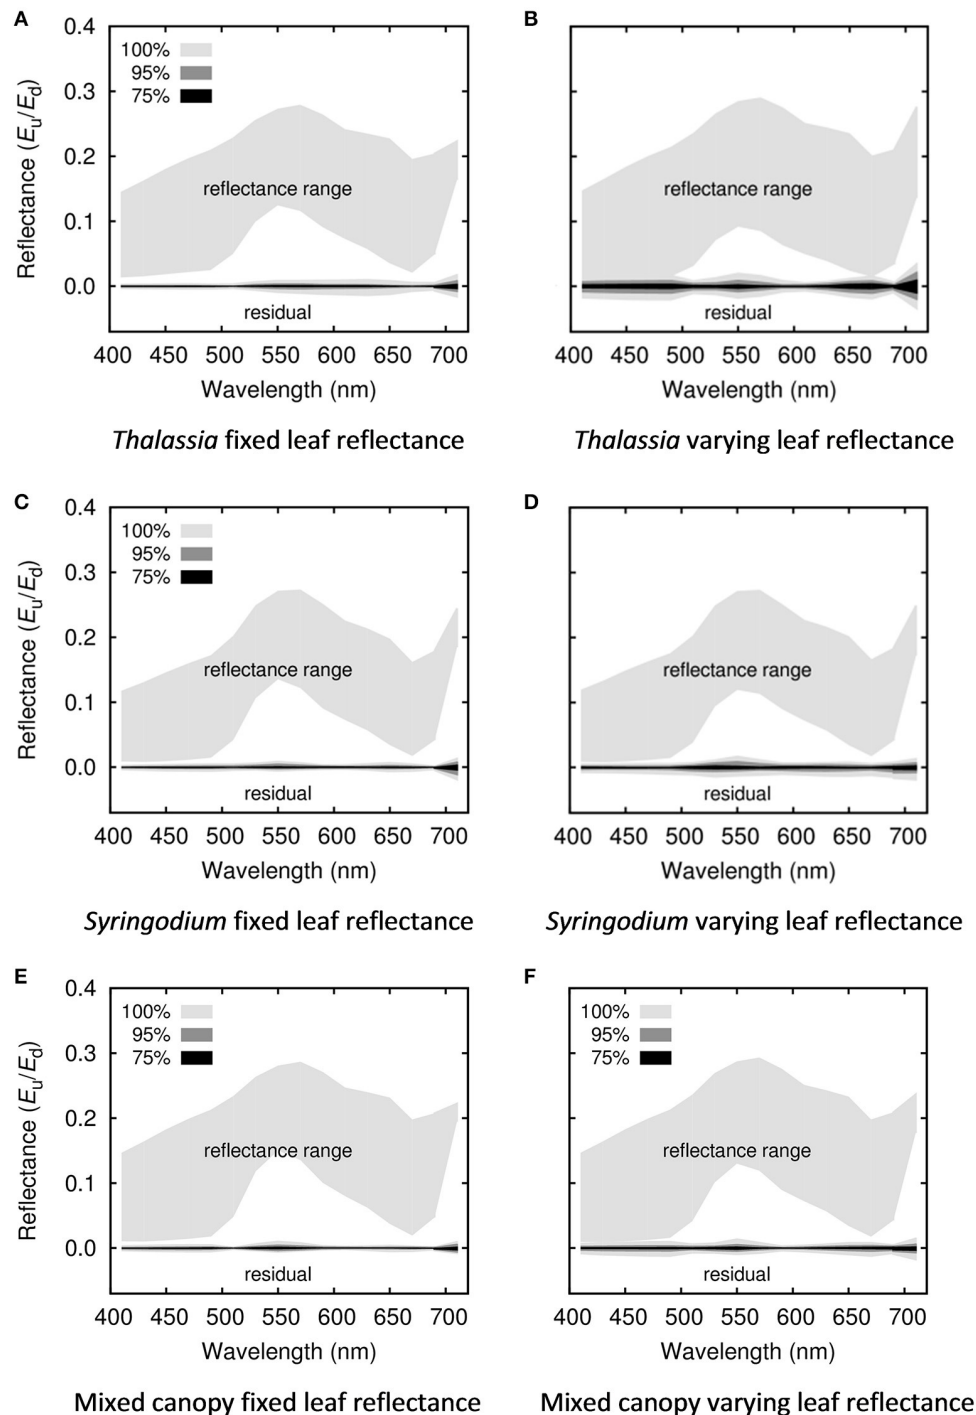 A
0.4
0.3
0.2
0.1
0.0
Reflectance (Eu/Ed)
100%
95%
75%
reflectance range
residual
400 450 500 550 600 650 700
Wavelength (nm)
Thalassia fixed leaf reflectance
B
reflectance range
residual
400 450 500 550 600 650 700
Wavelength (nm)
Thalassia varying leaf reflectance
C
0.4
0.3
0.2
0.1
0.0
Reflectance (Eu/Ed)
100%
95%
75%
reflectance range
residual
400 450 500 550 600 650 700
Wavelength (nm)
Syringodium fixed leaf reflectance
D
reflectance range
residual
400 450 500 550 600 650 700
Wavelength (nm)
Syringodium varying leaf reflectance
E
0.4
0.3
0.2
0.1
0.0
Reflectance (Eu/Ed)
100%
95%
75%
reflectance range
residual
400 450 500 550 600 650 700
Wavelength (nm)
Mixed canopy fixed leaf reflectance
F
100%
95%
75%
reflectance range
residual
400 450 500 550 600 650 700
Wavelength (nm)
Mixed canopy varying leaf reflectance